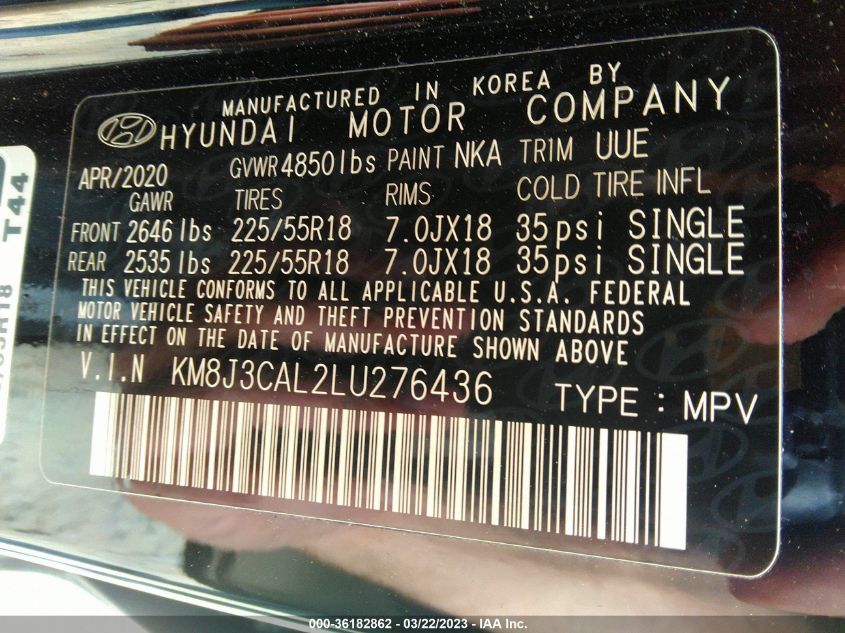 MANUFACTURED IN KOREA BY
HYUNDAI MOTOR COMPANY
APR/2020 GVWR 4850lbs PAINT NKA TRIM UUE
GAWR TIRES RIMS COLD TIRE INFL
FRONT 2646 lbs 225/55R18 7.0JX18 35psi SINGLE
REAR 2535 lbs 225/55R18 7.0JX18 35psi SINGLE
THIS VEHICLE CONFORMS TO ALL APPLICABLE U.S.A. FEDERAL
MOTOR VEHICLE SAFETY AND THEFT PREVENTION STANDARDS
IN EFFECT ON THE DATE OF MANUFACTURE SHOWN ABOVE
V.I.N KM8J3CAL2LU276436 TYPE : MPV
T44
000-36182862 - 03/22/2023 - IAA Inc.